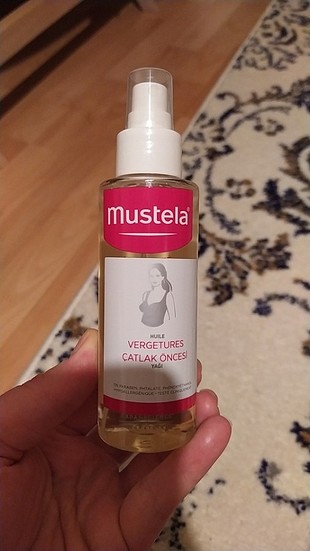 mustela®
HUILE
VERGETURES
ÇATLAK ÖNCESİ
YAĞI